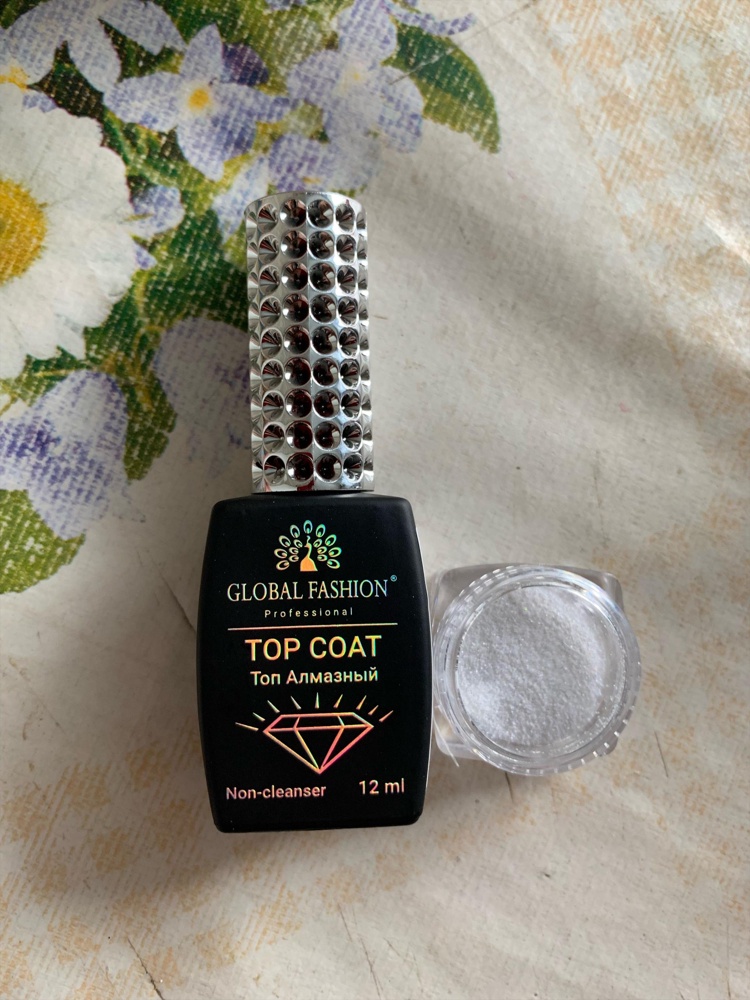 GLOBAL FASHION®
Professional
TOP COAT
Топ Алмазный
Non-cleanser 12 ml